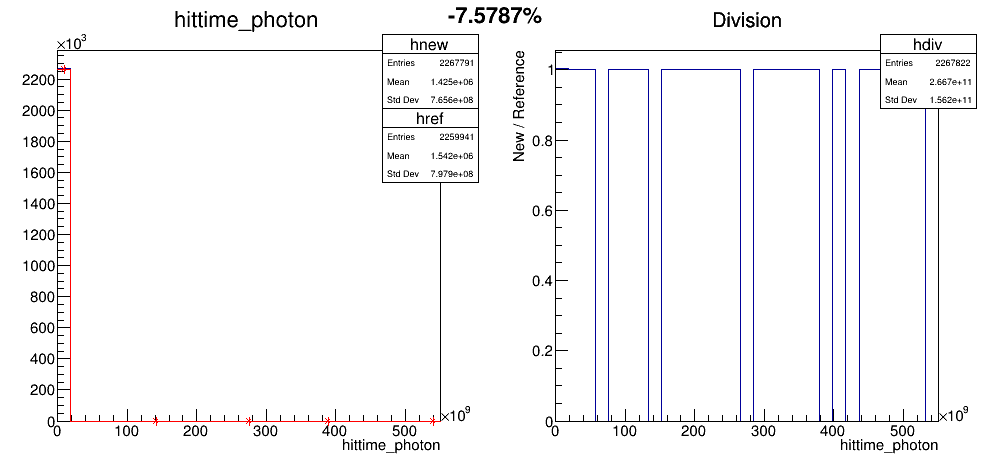 -7.5787%
hittime_photon
×10³
hnew
Entries 2267791
Mean 1.425e+06
Std Dev 7.656e+08
href
Entries 2259941
Mean 1.542e+06
Std Dev 7.979e+08
2200
2000
1800
1600
1400
1200
1000
800
600
400
200
0
0 100 200 300 400 500
×10⁹
hittime_photon
Division
hdiv
Entries 2267822
Mean 2.667e+11
Std Dev 1.562e+11
New / Reference
1
0.8
0.6
0.4
0.2
0
0 100 200 300 400 500
×10⁹
hittime_photon